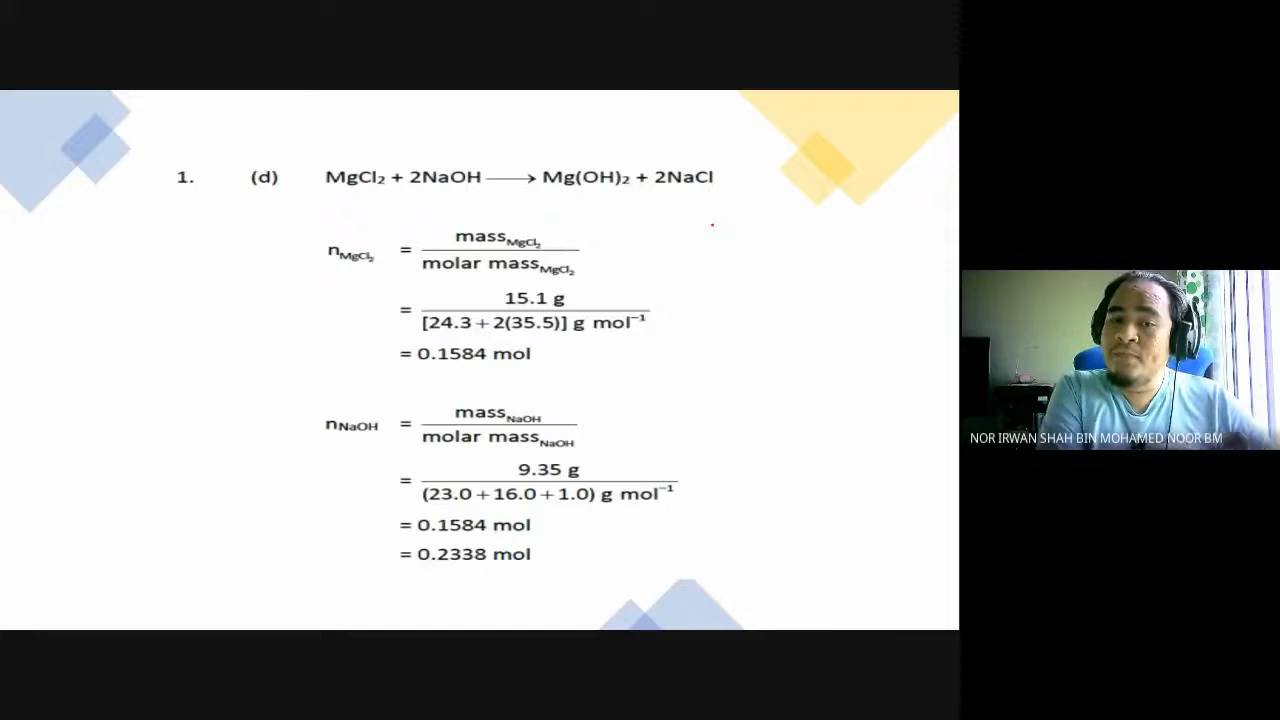 1. (d) MgCl₂ + 2NaOH ⟶ Mg(OH)₂ + 2NaCl
n_MgCl₂ = mass_MgCl₂ / molar mass_MgCl₂
= 15.1 g / [24.3 + 2(35.5)] g mol⁻¹
= 0.1584 mol
n_NaOH = mass_NaOH / molar mass_NaOH
= 9.35 g / (23.0 + 16.0 + 1.0) g mol⁻¹
= 0.1584 mol
= 0.2338 mol
NOR IRWAN SHAH BIN MOHAMED NOOR BM